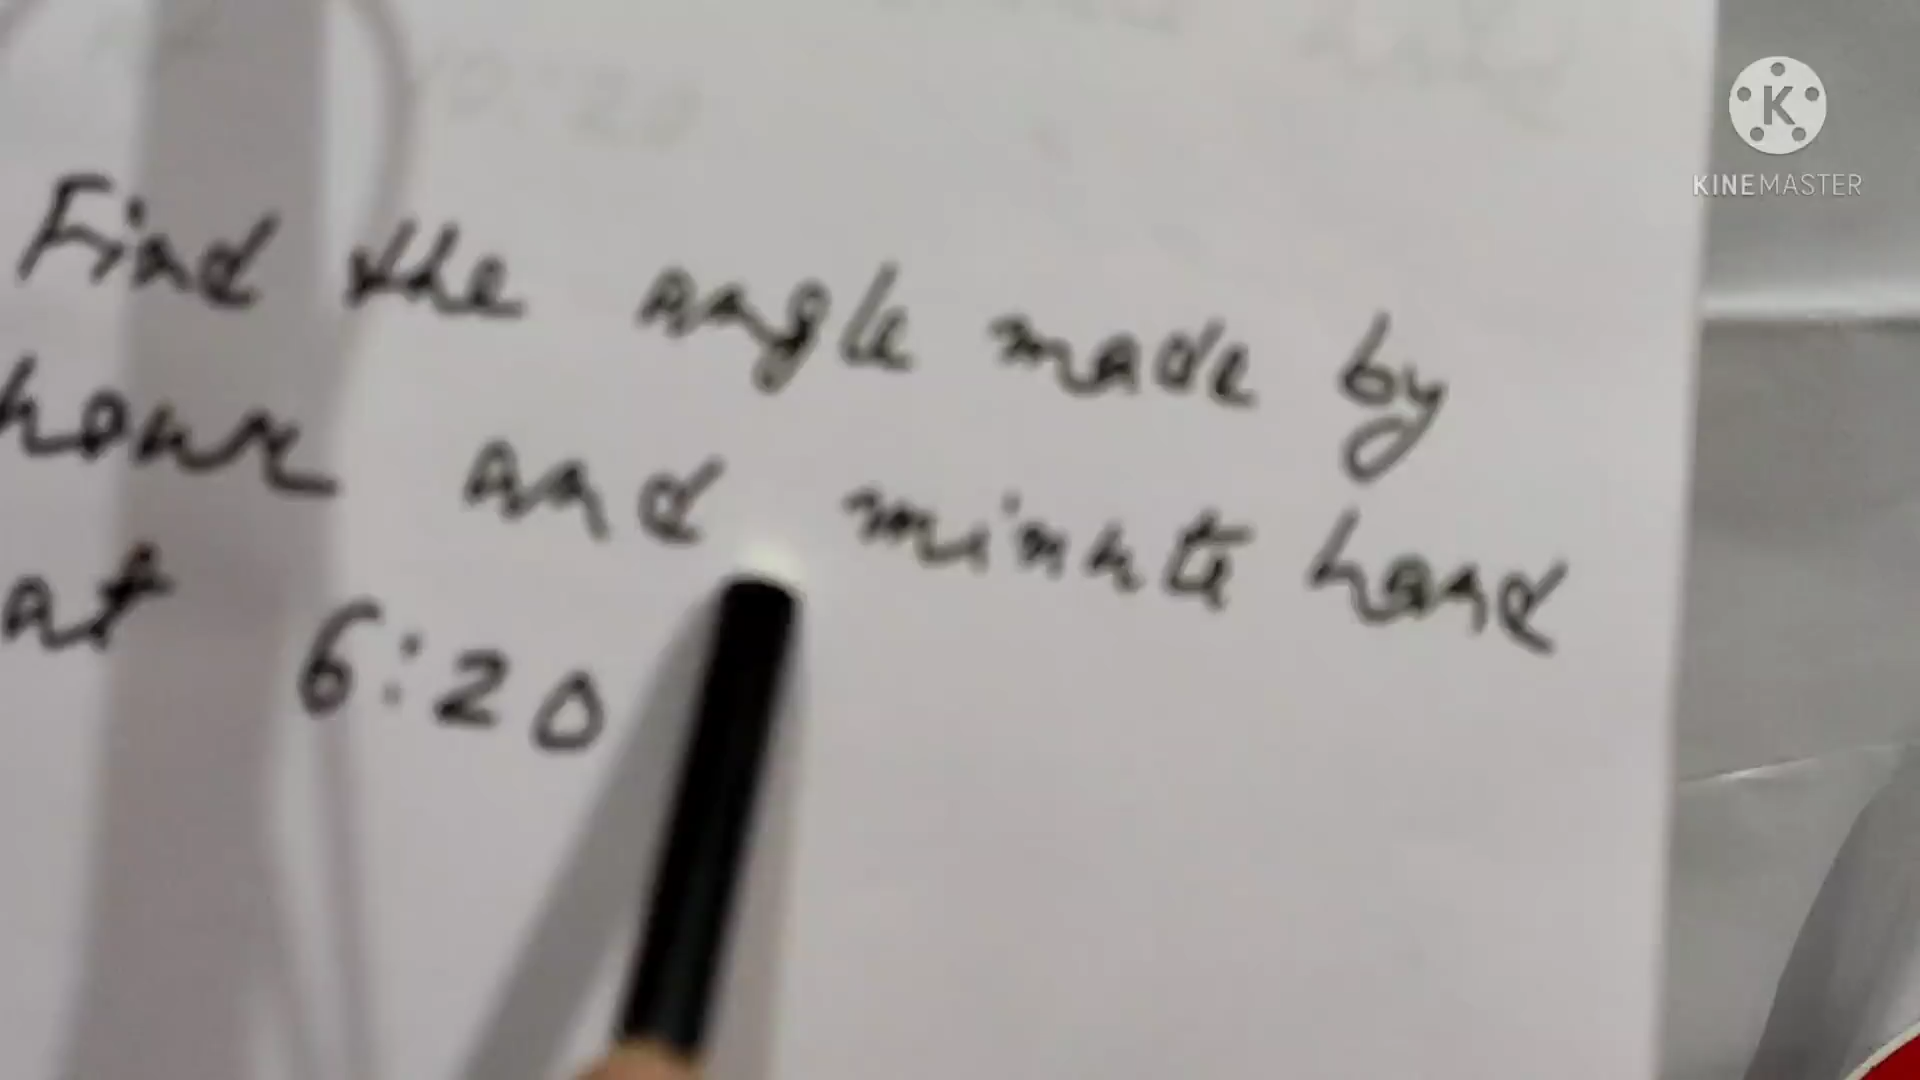 K
KINEMASTER
Find the angle made by
hour and minute hand
at 6:20